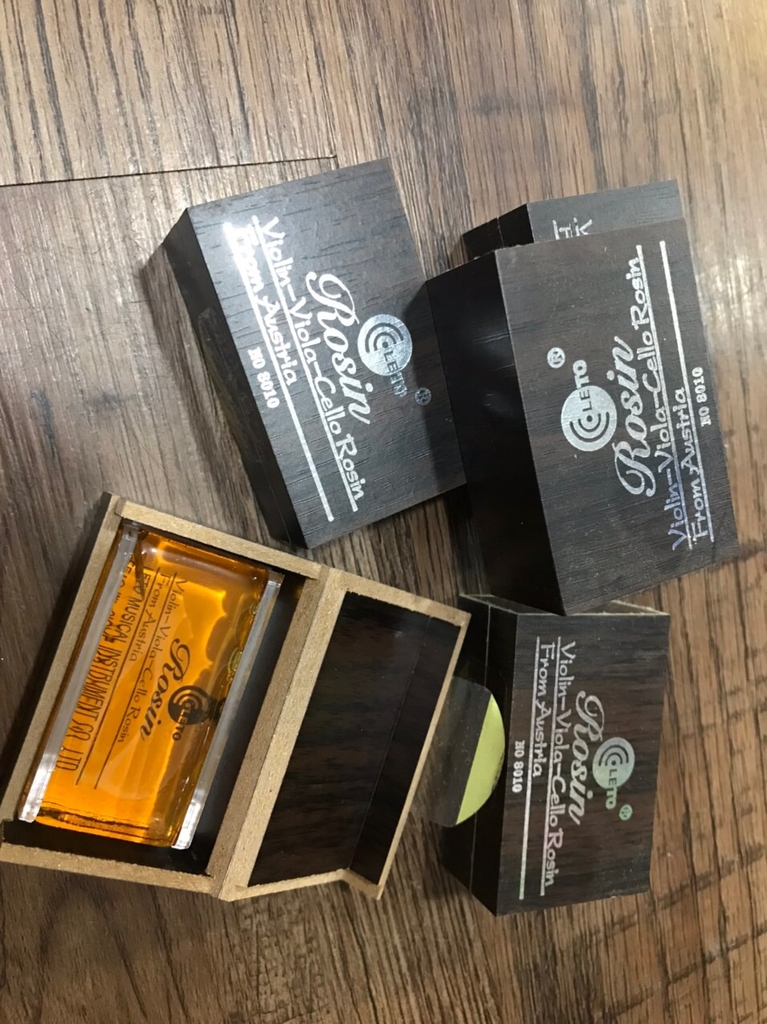 LETO ®
Rosin
Violin-Viola-Cello Rosin
From Austria
NO 8010
LETO ®
Rosin
Violin-Viola-Cello Rosin
From Austria
NO 8010
LETO
Rosin
Violin-Viola-Cello Rosin
From Austria
LETO MUSICAL INSTRUMENT CO., LTD
LETO ®
Rosin
Violin-Viola-Cello Rosin
From Austria
NO 8010